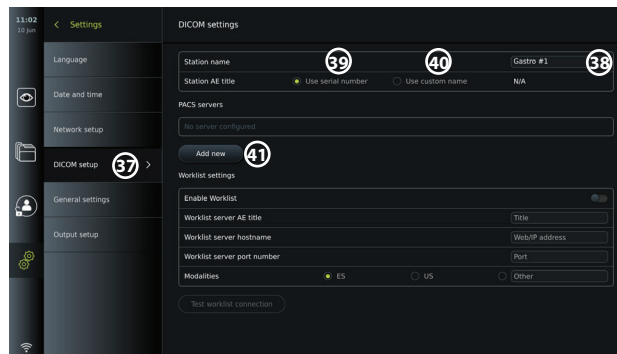 11:02
10 Jun
Settings
DICOM settings
Language
Date and time
Network setup
DICOM setup 37
General settings
Output setup
39 40
Station name Gastro #1 38
Station AE title Use serial number Use custom name N/A
PACS servers
No server configured
Add new 41
Worklist settings
Enable Worklist
Worklist server AE title Title
Worklist server hostname Web/IP address
Worklist server port number Port
Modalities ES US Other
Test worklist connection